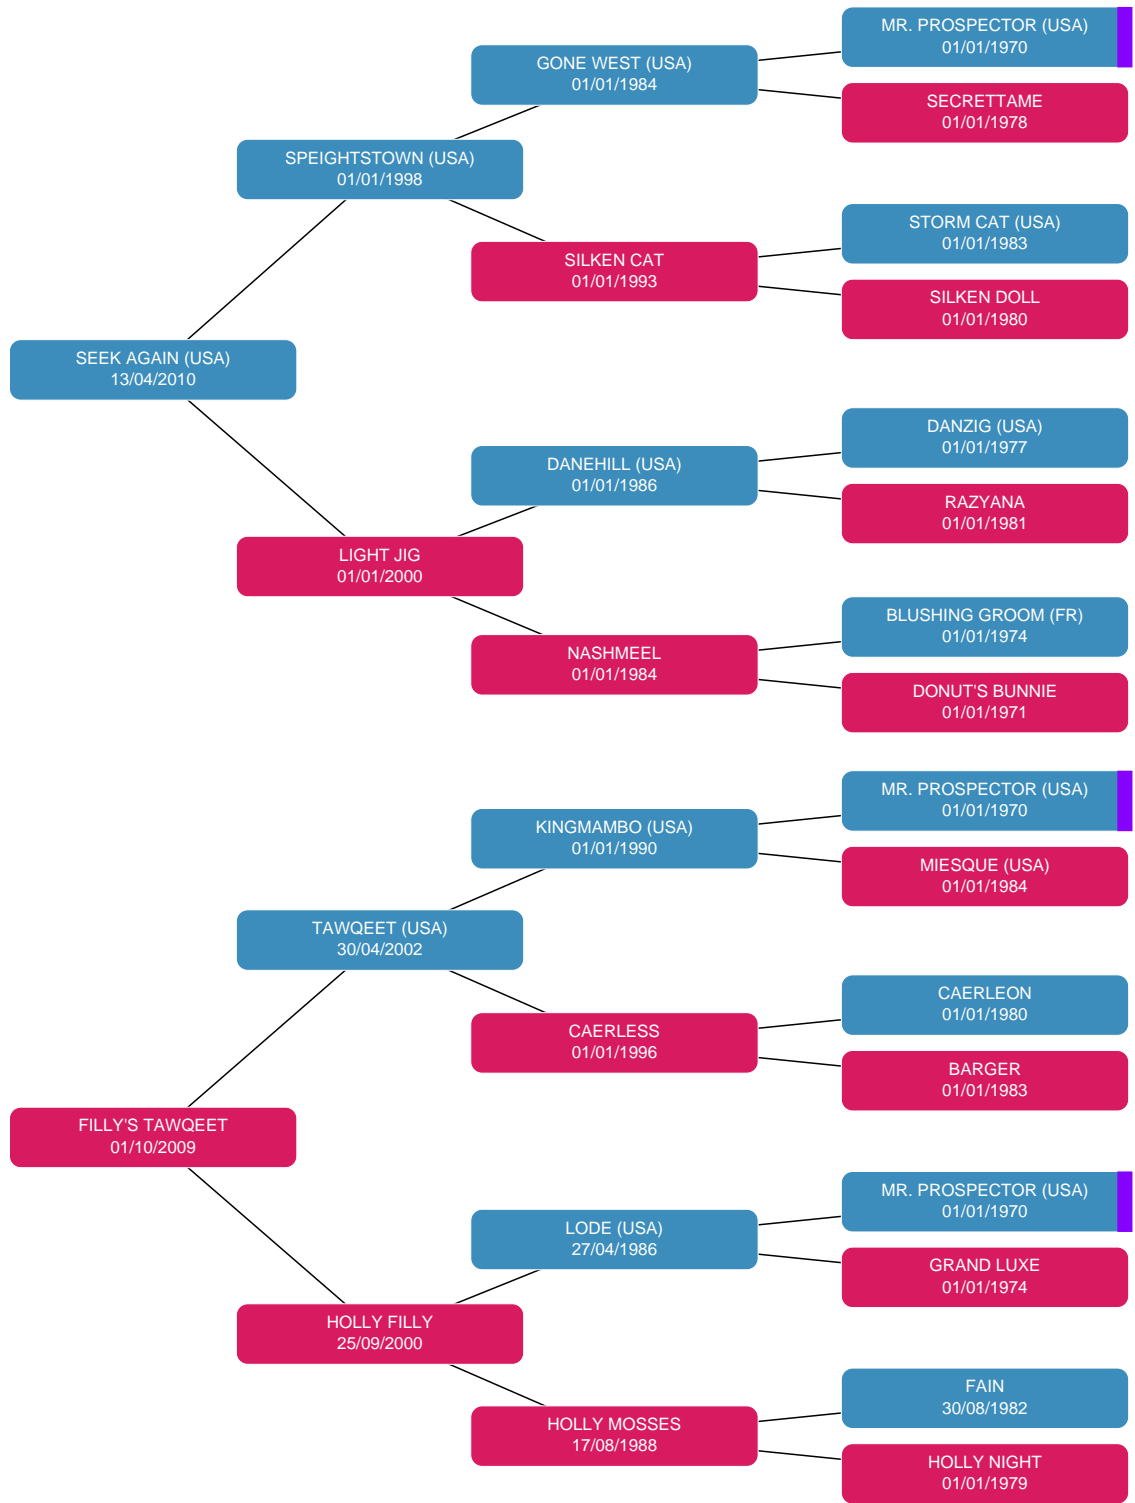 MR. PROSPECTOR (USA)
01/01/1970
GONE WEST (USA)
01/01/1984
SECRETTAME
01/01/1978
SPEIGHTSTOWN (USA)
01/01/1998
STORM CAT (USA)
01/01/1983
SILKEN CAT
01/01/1993
SILKEN DOLL
01/01/1980
SEEK AGAIN (USA)
13/04/2010
DANZIG (USA)
01/01/1977
DANEHILL (USA)
01/01/1986
RAZYANA
01/01/1981
LIGHT JIG
01/01/2000
BLUSHING GROOM (FR)
01/01/1974
NASHMEEL
01/01/1984
DONUT'S BUNNIE
01/01/1971
MR. PROSPECTOR (USA)
01/01/1970
KINGMAMBO (USA)
01/01/1990
MIESQUE (USA)
01/01/1984
TAWQEET (USA)
30/04/2002
CAERLEON
01/01/1980
CAERLESS
01/01/1996
BARGER
01/01/1983
FILLY'S TAWQEET
01/10/2009
MR. PROSPECTOR (USA)
01/01/1970
LODE (USA)
27/04/1986
GRAND LUXE
01/01/1974
HOLLY FILLY
25/09/2000
FAIN
30/08/1982
HOLLY MOSSES
17/08/1988
HOLLY NIGHT
01/01/1979